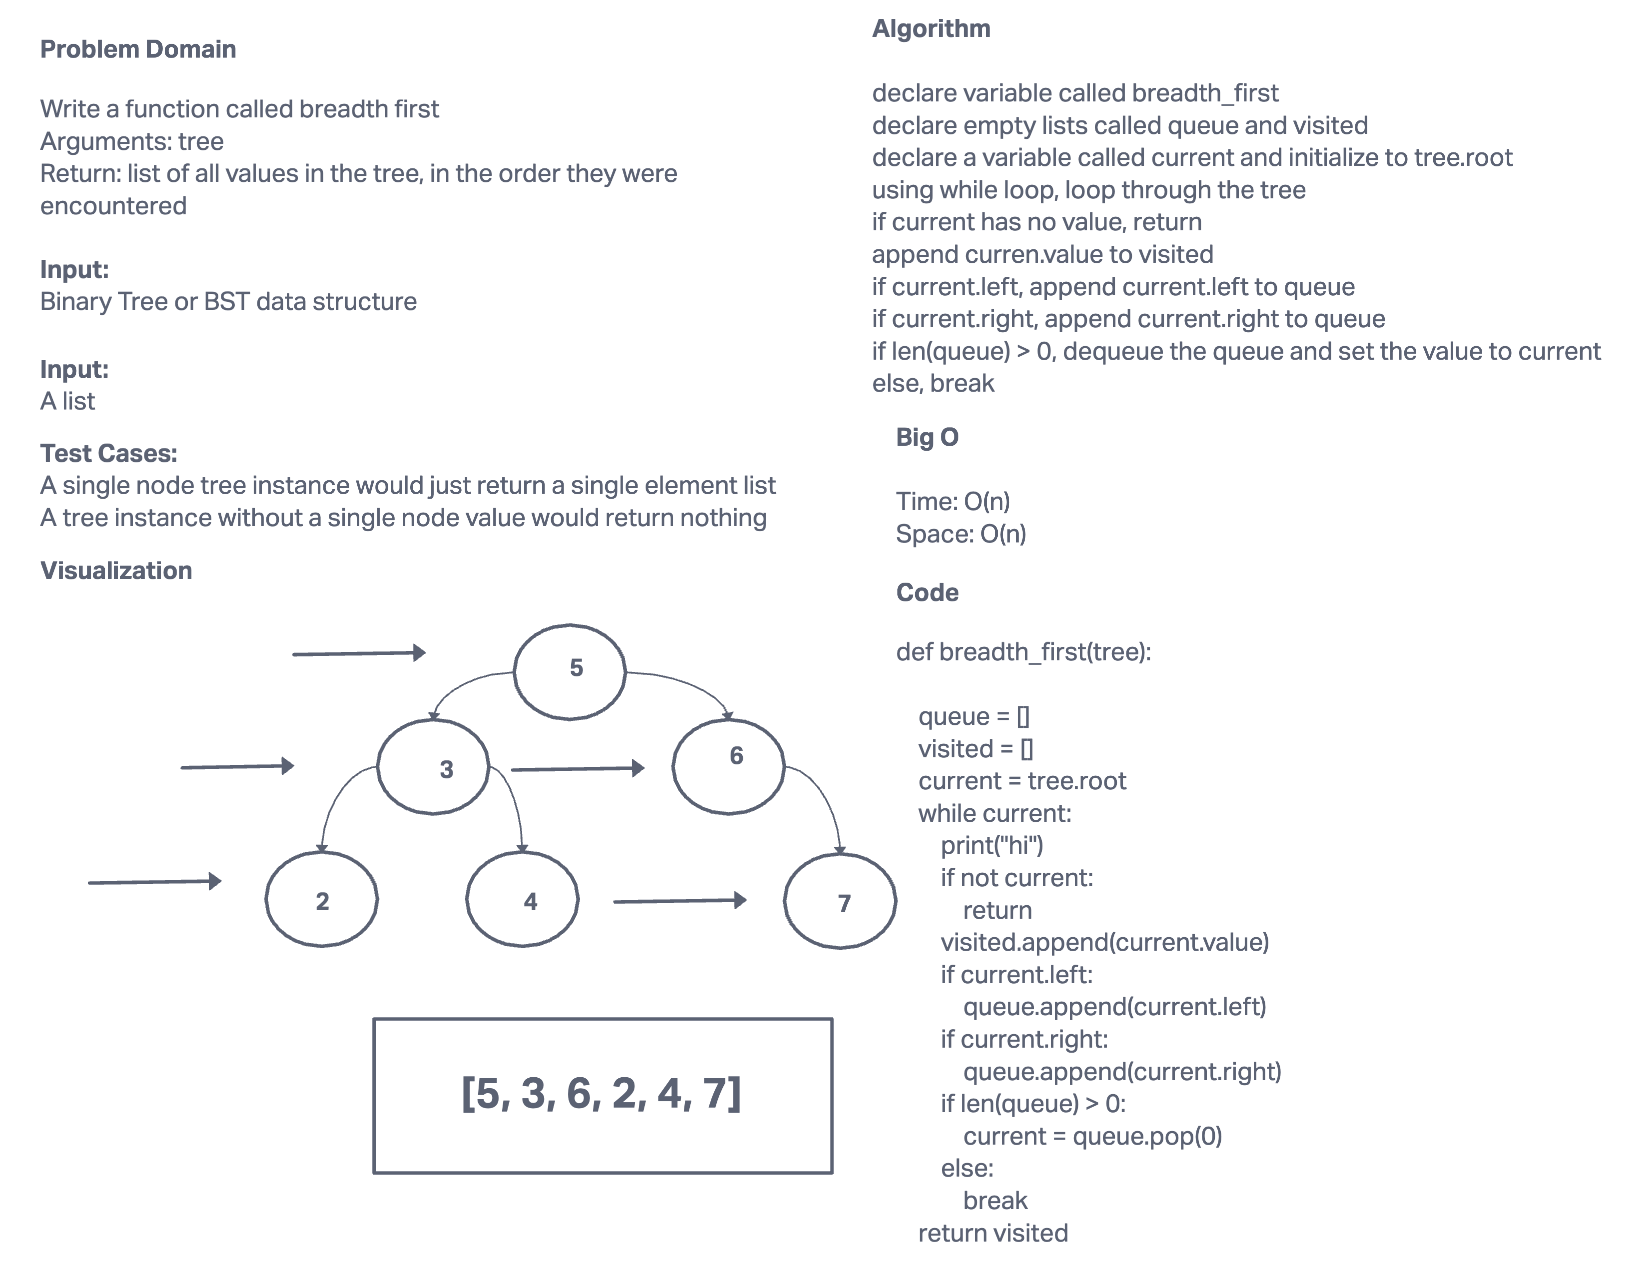 Problem Domain
Write a function called breadth first
Arguments: tree
Return: list of all values in the tree, in the order they were
encountered
Input:
Binary Tree or BST data structure
Input:
A list
Test Cases:
A single node tree instance would just return a single element list
A tree instance without a single node value would return nothing
Visualization
5
3
6
2
4
7
[5, 3, 6, 2, 4, 7]
Algorithm
declare variable called breadth_first
declare empty lists called queue and visited
declare a variable called current and initialize to tree.root
using while loop, loop through the tree
if current has no value, return
append curren.value to visited
if current.left, append current.left to queue
if current.right, append current.right to queue
if len(queue) > 0, dequeue the queue and set the value to current
else, break
Big O
Time: O(n)
Space: O(n)
Code
def breadth_first(tree):
queue = []
visited = []
current = tree.root
while current:
print("hi")
if not current:
return
visited.append(current.value)
if current.left:
queue.append(current.left)
if current.right:
queue.append(current.right)
if len(queue) > 0:
current = queue.pop(0)
else:
break
return visited